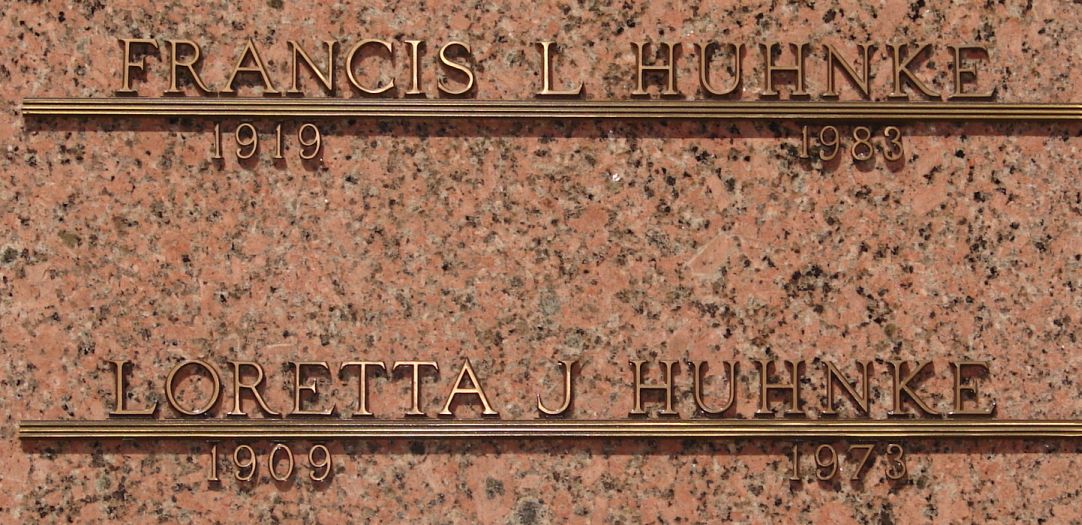 FRANCIS L HUHNKE
1919 1983
LORETTA J HUHNKE
1909 1973